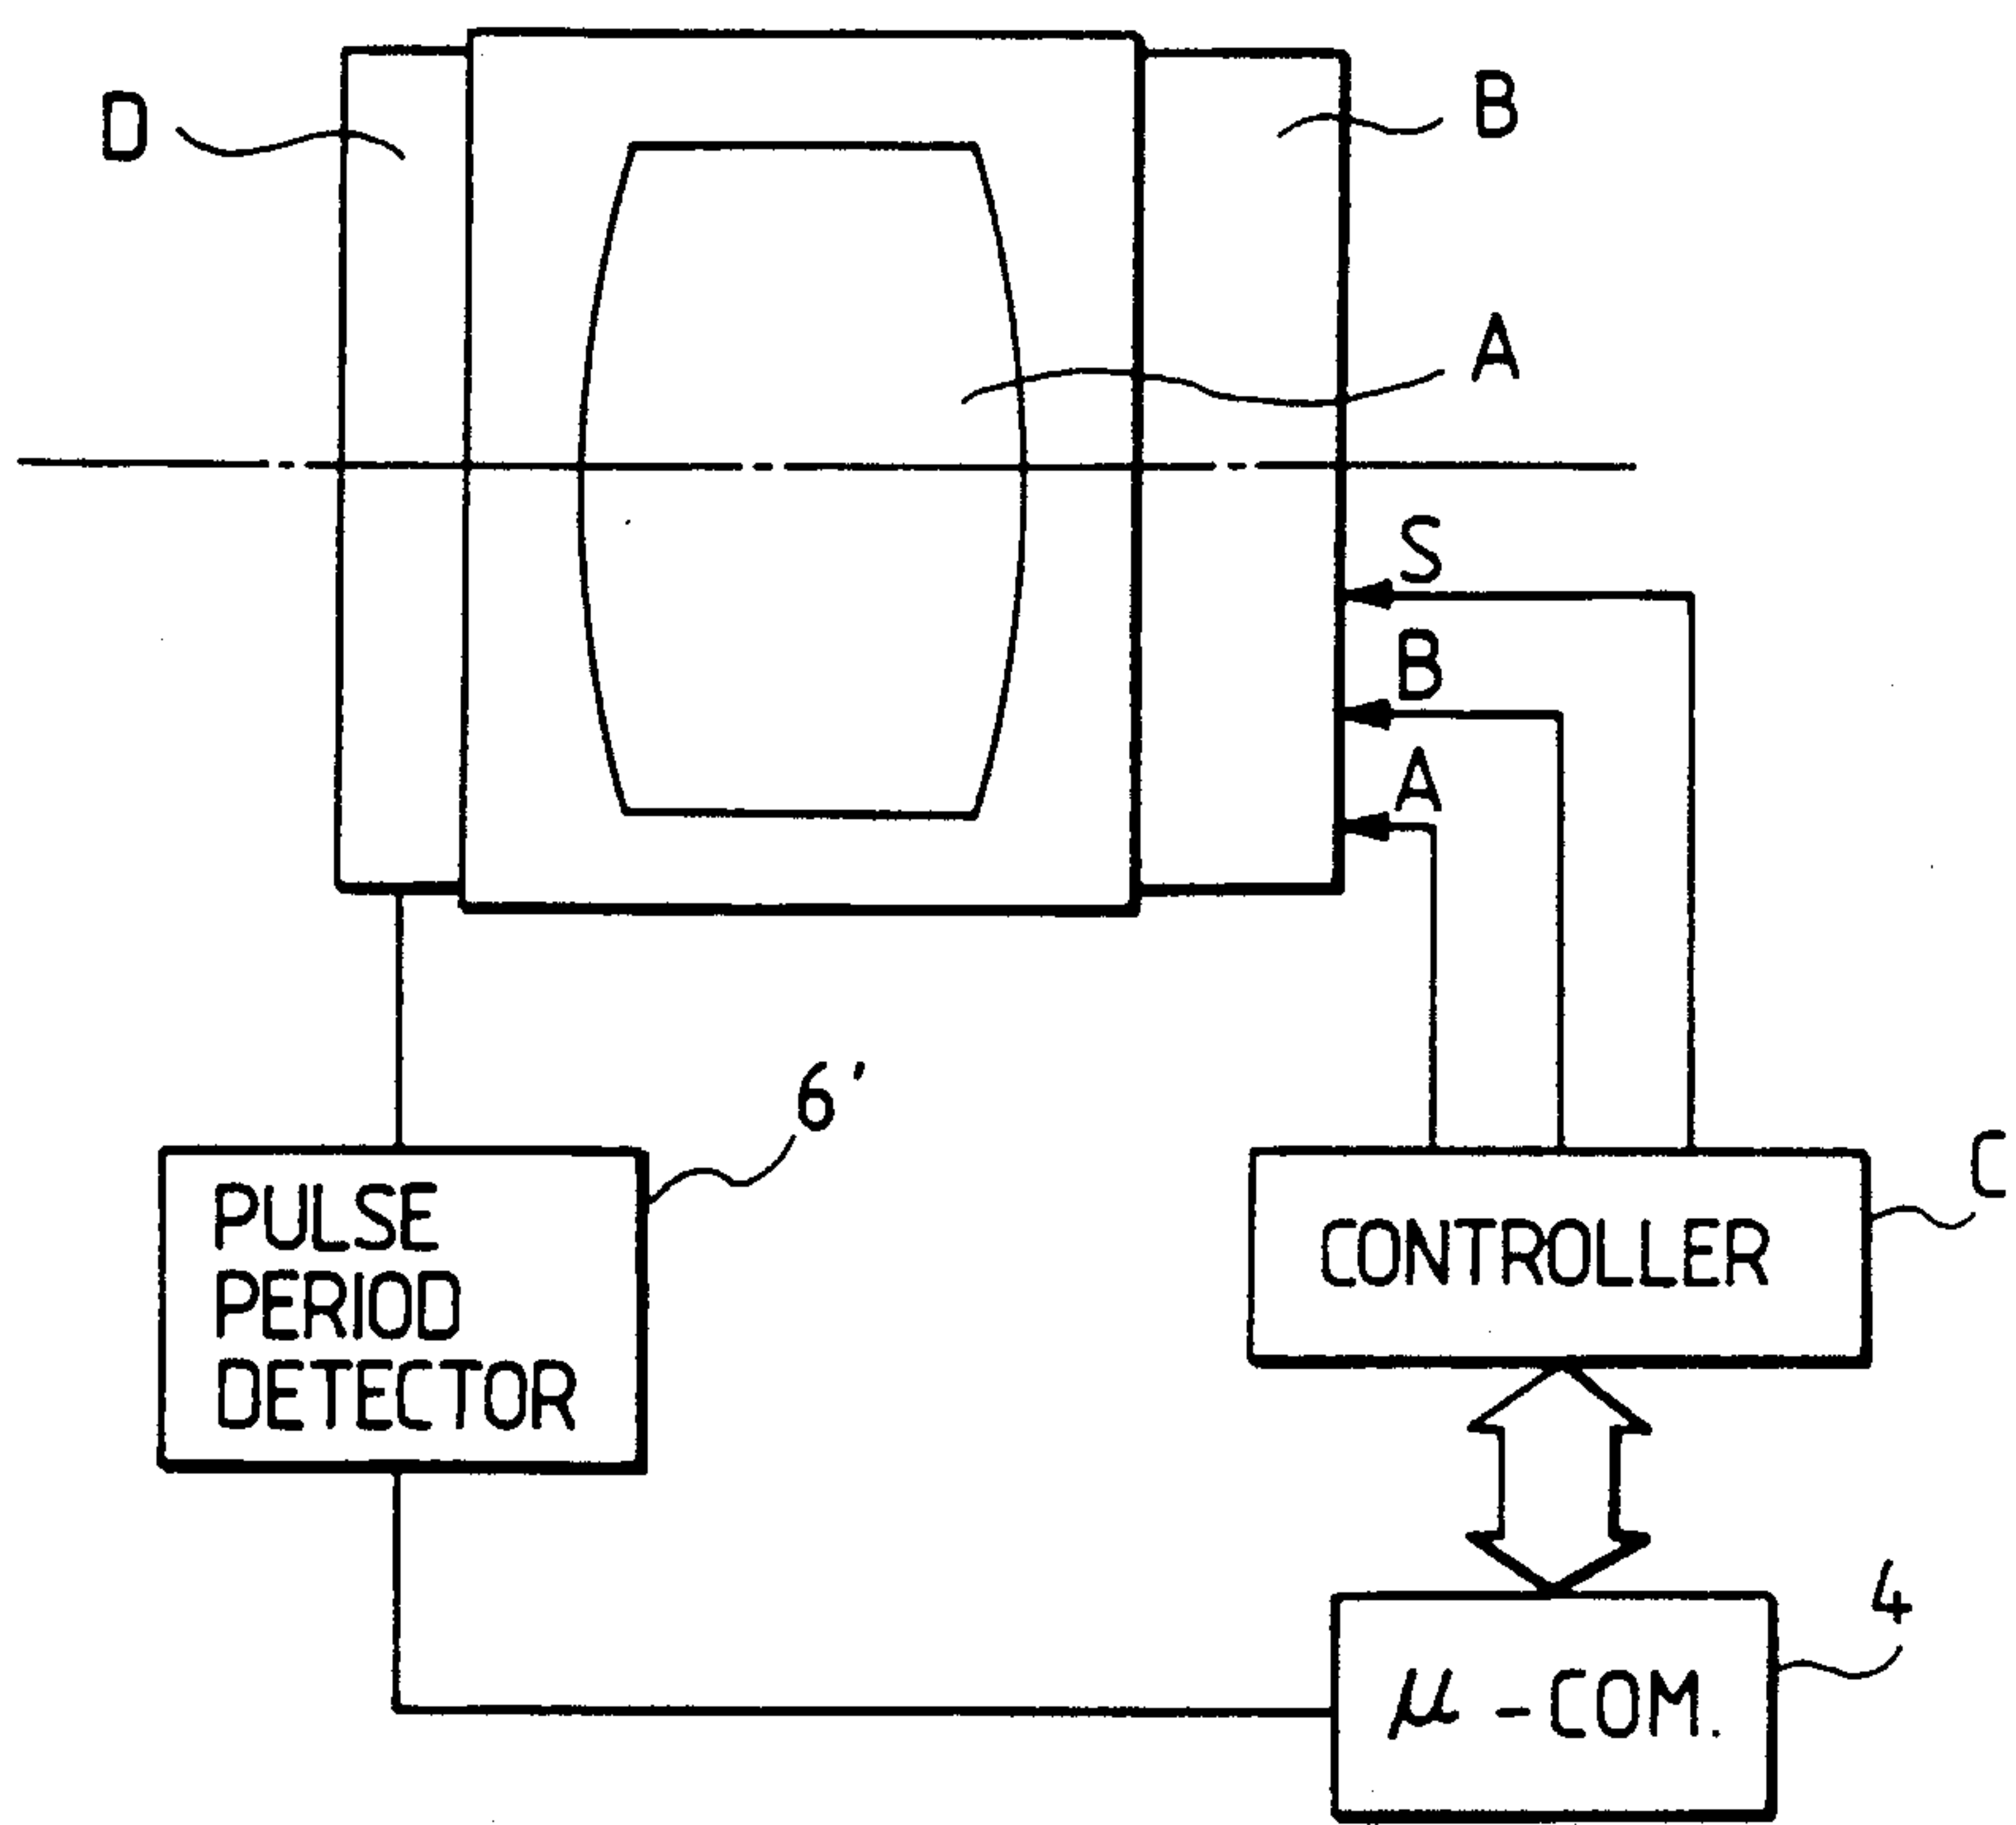 D
B
A
S
B
A
6'
C
PULSE
PERIOD
DETECTOR
CONTROLLER
4
μ-COM.